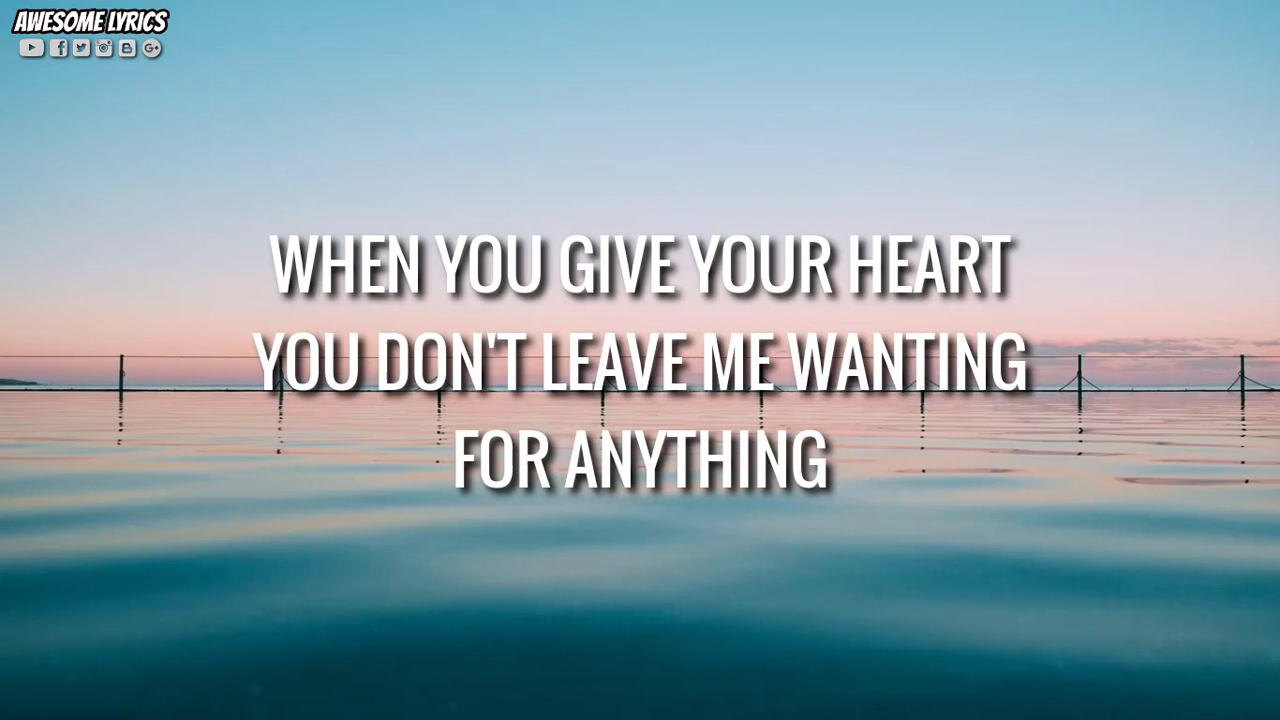 AWESOME LYRICS
WHEN YOU GIVE YOUR HEART
YOU DON'T LEAVE ME WANTING
FOR ANYTHING